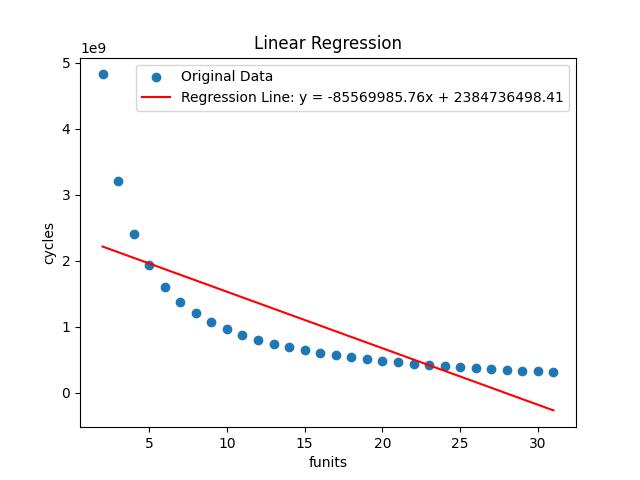 Linear Regression
1e9
Original Data
Regression Line: y = -85569985.76x + 2384736498.41
5
4
3
2
1
0
cycles
5 10 15 20 25 30
funits